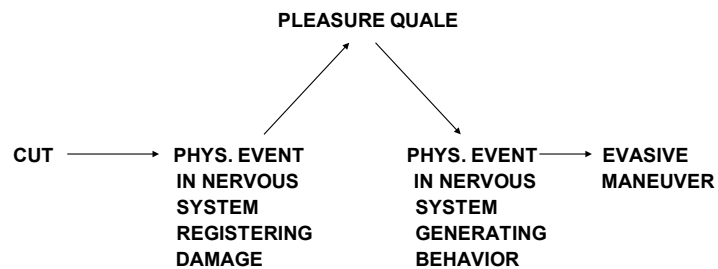 PLEASURE QUALE
CUT
PHYS. EVENT
IN NERVOUS
SYSTEM
REGISTERING
DAMAGE
PHYS. EVENT
IN NERVOUS
SYSTEM
GENERATING
BEHAVIOR
EVASIVE
MANEUVER